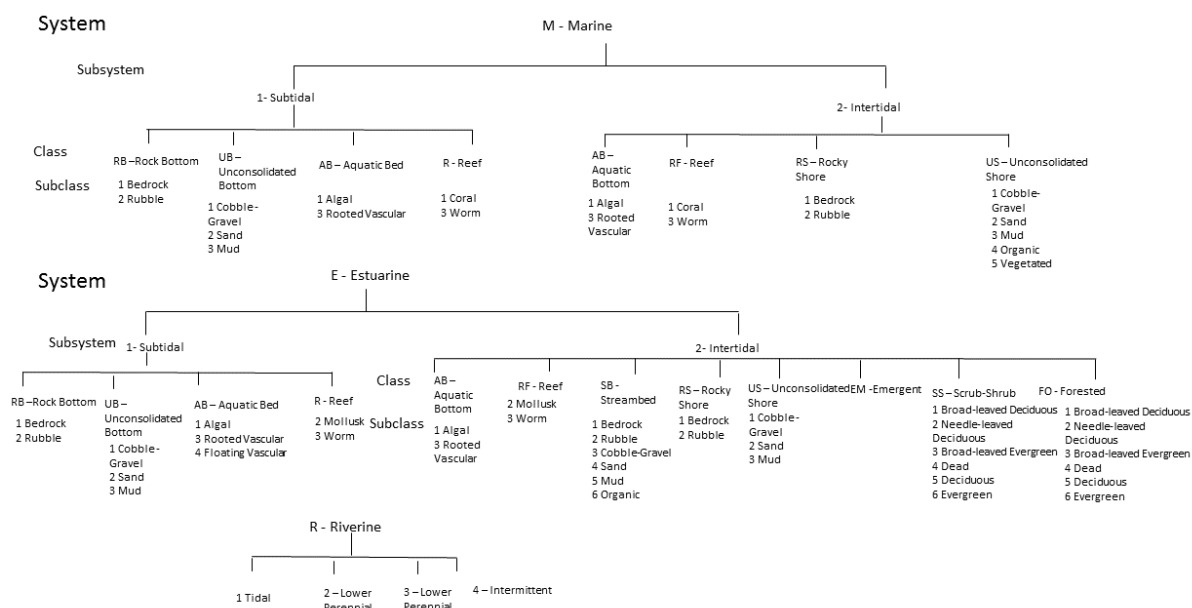 System
M - Marine
Subsystem
1- Subtidal
2- Intertidal
Class
RB – Rock Bottom
UB –
Unconsolidated
Bottom
AB – Aquatic Bed
R - Reef
AB –
Aquatic
Bottom
RF - Reef
RS – Rocky
Shore
US – Unconsolidated
Shore
Subclass
1 Bedrock
2 Rubble
1 Cobble-
Gravel
2 Sand
3 Mud
1 Algal
3 Rooted Vascular
1 Coral
3 Worm
1 Algal
3 Rooted
Vascular
1 Coral
3 Worm
1 Bedrock
2 Rubble
1 Cobble-
Gravel
2 Sand
3 Mud
4 Organic
5 Vegetated
System
E - Estuarine
Subsystem
1- Subtidal
2- Intertidal
RB – Rock Bottom
1 Bedrock
2 Rubble
UB –
Unconsolidated
Bottom
1 Cobble-
Gravel
2 Sand
3 Mud
AB – Aquatic Bed
1 Algal
3 Rooted Vascular
4 Floating Vascular
R - Reef
2 Mollusk
3 Worm
Class
Subclass
AB –
Aquatic
Bottom
1 Algal
3 Rooted
Vascular
RF - Reef
2 Mollusk
3 Worm
SB -
Streambed
1 Bedrock
2 Rubble
3 Cobble-Gravel
4 Sand
5 Mud
6 Organic
RS – Rocky
Shore
1 Bedrock
2 Rubble
US – Unconsolidated
Shore
1 Cobble-
Gravel
2 Sand
3 Mud
EM -Emergent
SS – Scrub-Shrub
1 Broad-leaved Deciduous
2 Needle-leaved
Deciduous
3 Broad-leaved Evergreen
4 Dead
5 Deciduous
6 Evergreen
FO - Forested
1 Broad-leaved Deciduous
2 Needle-leaved
Deciduous
3 Broad-leaved Evergreen
4 Dead
5 Deciduous
6 Evergreen
R - Riverine
1 Tidal
2 – Lower
Perennial
3 – Lower
Perennial
4 – Intermittent